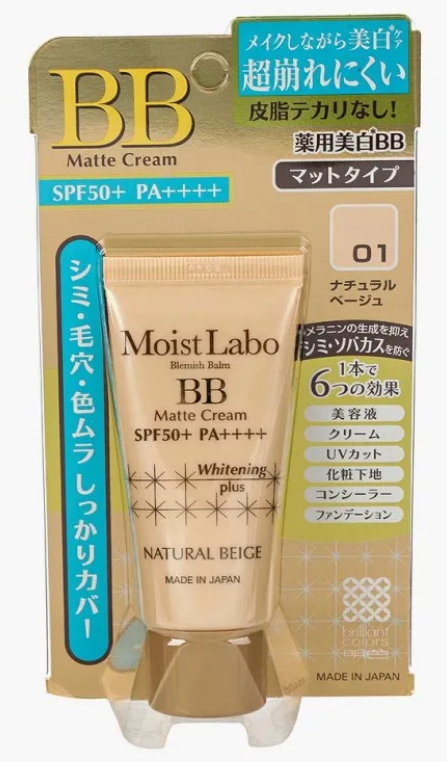 BB
Matte Cream
SPF50+ PA++++
メイクしながら美白*ケア
超崩れにくい
皮脂テカリなし!
薬用美白*BB
マットタイプ
01
ナチュラル
ベージュ
*メラニンの生成を抑え
シミ・ソバカスを防ぐ
1本で
6つの効果
美容液
クリーム
UVカット
化粧下地
コンシーラー
ファンデーション
シミ・毛穴・色ムラ しっかりカバー
Moist Labo
Blemish Balm
BB
Matte Cream
SPF50+ PA++++
Whitening
plus
NATURAL BEIGE
MADE IN JAPAN
brilliant
colors
MADE IN JAPAN